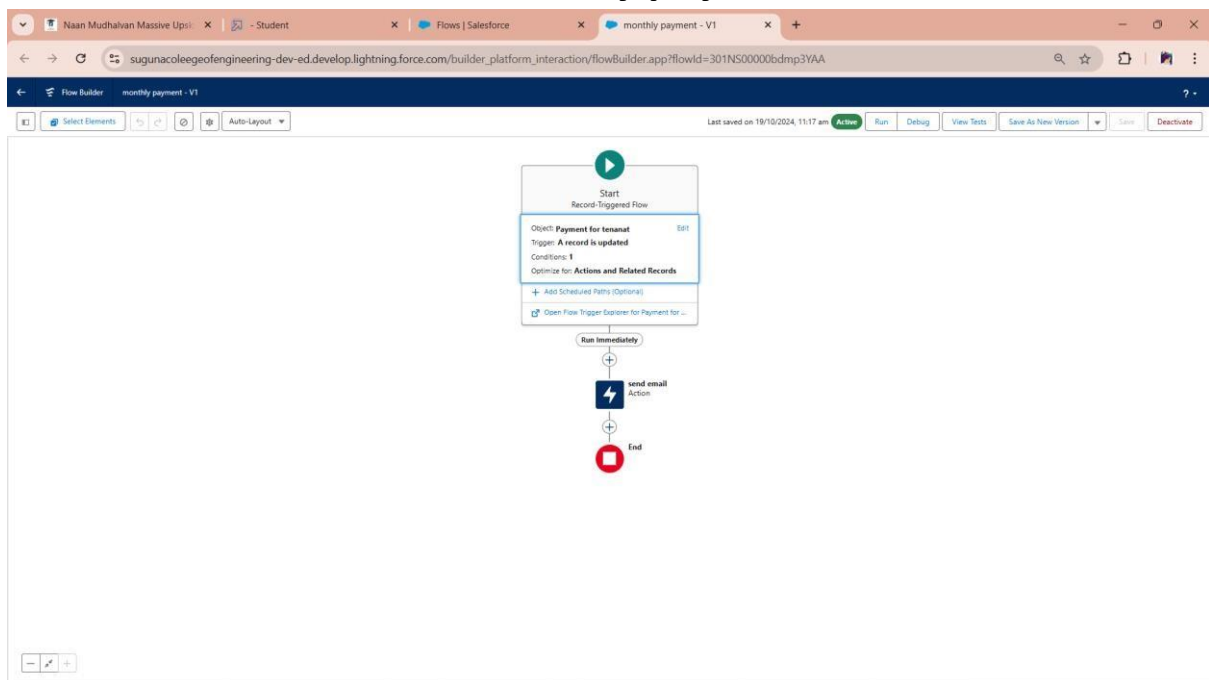 Naan Mudhalvan Massive Upsk
- Student
Flows | Salesforce
monthly payment - V1
sugunacoleegeofengineering-dev-ed.develop.lightning.force.com/builder_platform_interaction/flowBuilder.app?flowId=301NS00000bdmp3YAA
Flow Builder monthly payment - V1
?
Select Elements Auto-Layout Last saved on 19/10/2024, 11:17 am Active Run Debug View Tests Save As New Version Save Deactivate
Start
Record-Triggered Flow
Object: Payment for tenanat Edit
Trigger: A record is updated
Conditions: 1
Optimize for: Actions and Related Records
+ Add Scheduled Paths (Optional)
Open Flow Trigger Explorer for Payment for ...
Run Immediately
send email
Action
End